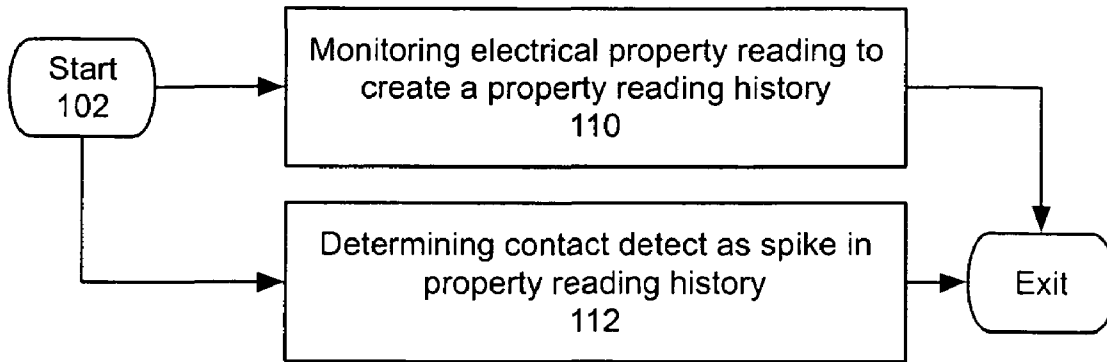 Start
102
Monitoring electrical property reading to
create a property reading history
110
Determining contact detect as spike in
property reading history
112
Exit